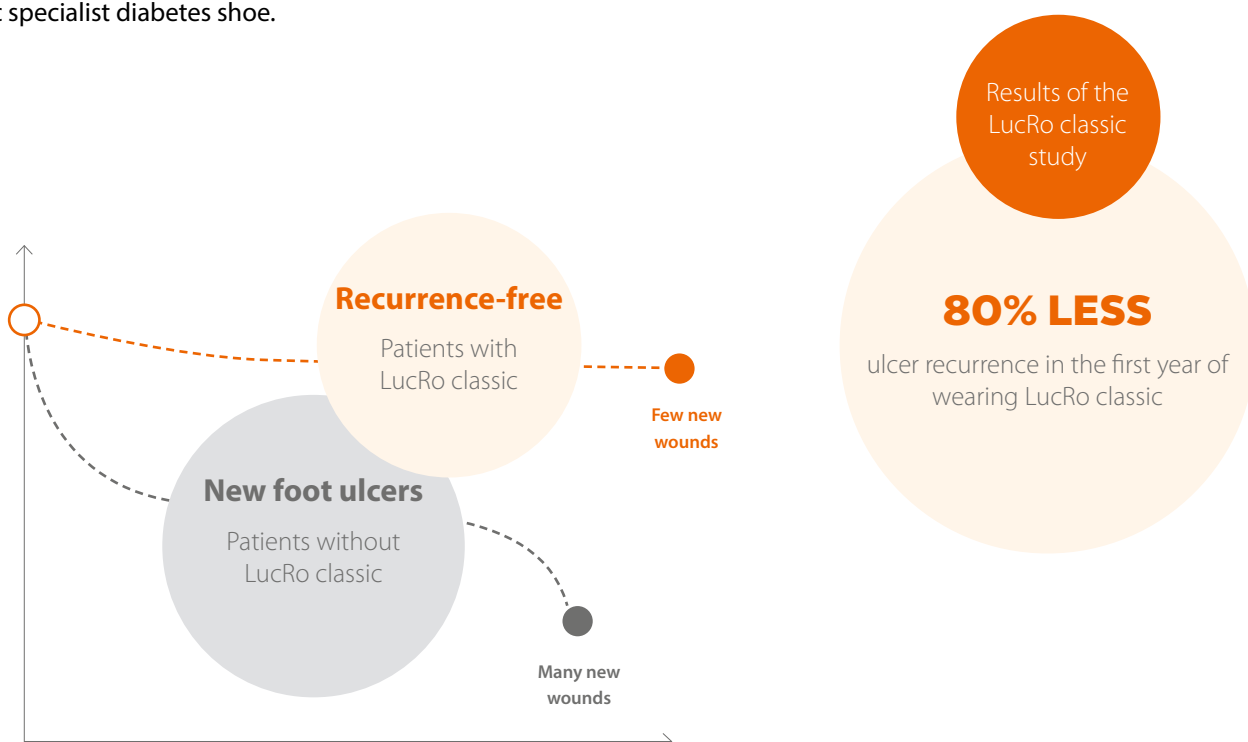 specialist diabetes shoe.
Results of the
LucRo classic
study
Recurrence-free
Patients with
LucRo classic
80% LESS
ulcer recurrence in the first year of
wearing LucRo classic
Few new
wounds
New foot ulcers
Patients without
LucRo classic
Many new
wounds